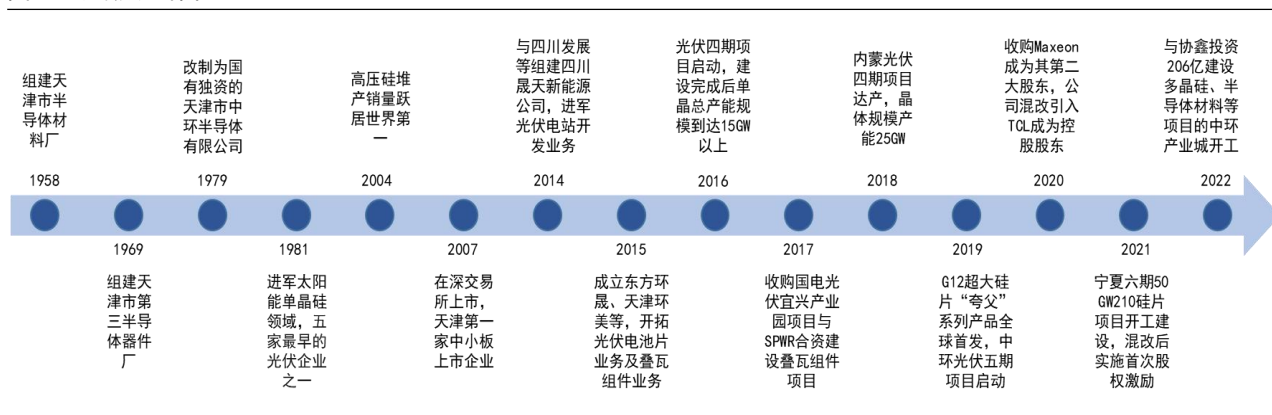 组建天
津市半
导体材
料厂
1958
组建天
津市第
三半导
体器件
厂
1969
改制为国
有独资的
天津市中
环半导体
有限公司
1979
进军太阳
能单晶硅
领域，五
家最早的
光伏企业
之一
1981
高压硅堆
产销量跃
居世界第
一
2004
在深交易
所上市，
天津第一
家中小板
上市企业
2007
与四川发展
等组建四川
晟天新能源
公司，进军
光伏电站开
发业务
2014
成立东方环
晟、天津环
美等，开拓
光伏电池片
业务及叠瓦
组件业务
2015
光伏四期项
目启动，建
设完成后单
晶总产能规
模到达15GW
以上
2016
收购国电光
伏宜兴产业
园项目与
SPWR合资建
设叠瓦组件
项目
2017
内蒙光伏
四期项目
达产，晶
体规模产
能25GW
2018
G12超大硅
片“夸父”
系列产品全
球首发，中
环光伏五期
项目启动
2019
收购Maxeon
成为其第二
大股东，公
司混改引入
TCL成为控
股股东
2020
宁夏六期50
GW210硅片
项目开工建
设，混改后
实施首次股
权激励
2021
与协鑫投资
206亿建设
多晶硅、半
导体材料等
项目的中环
产业城开工
2022